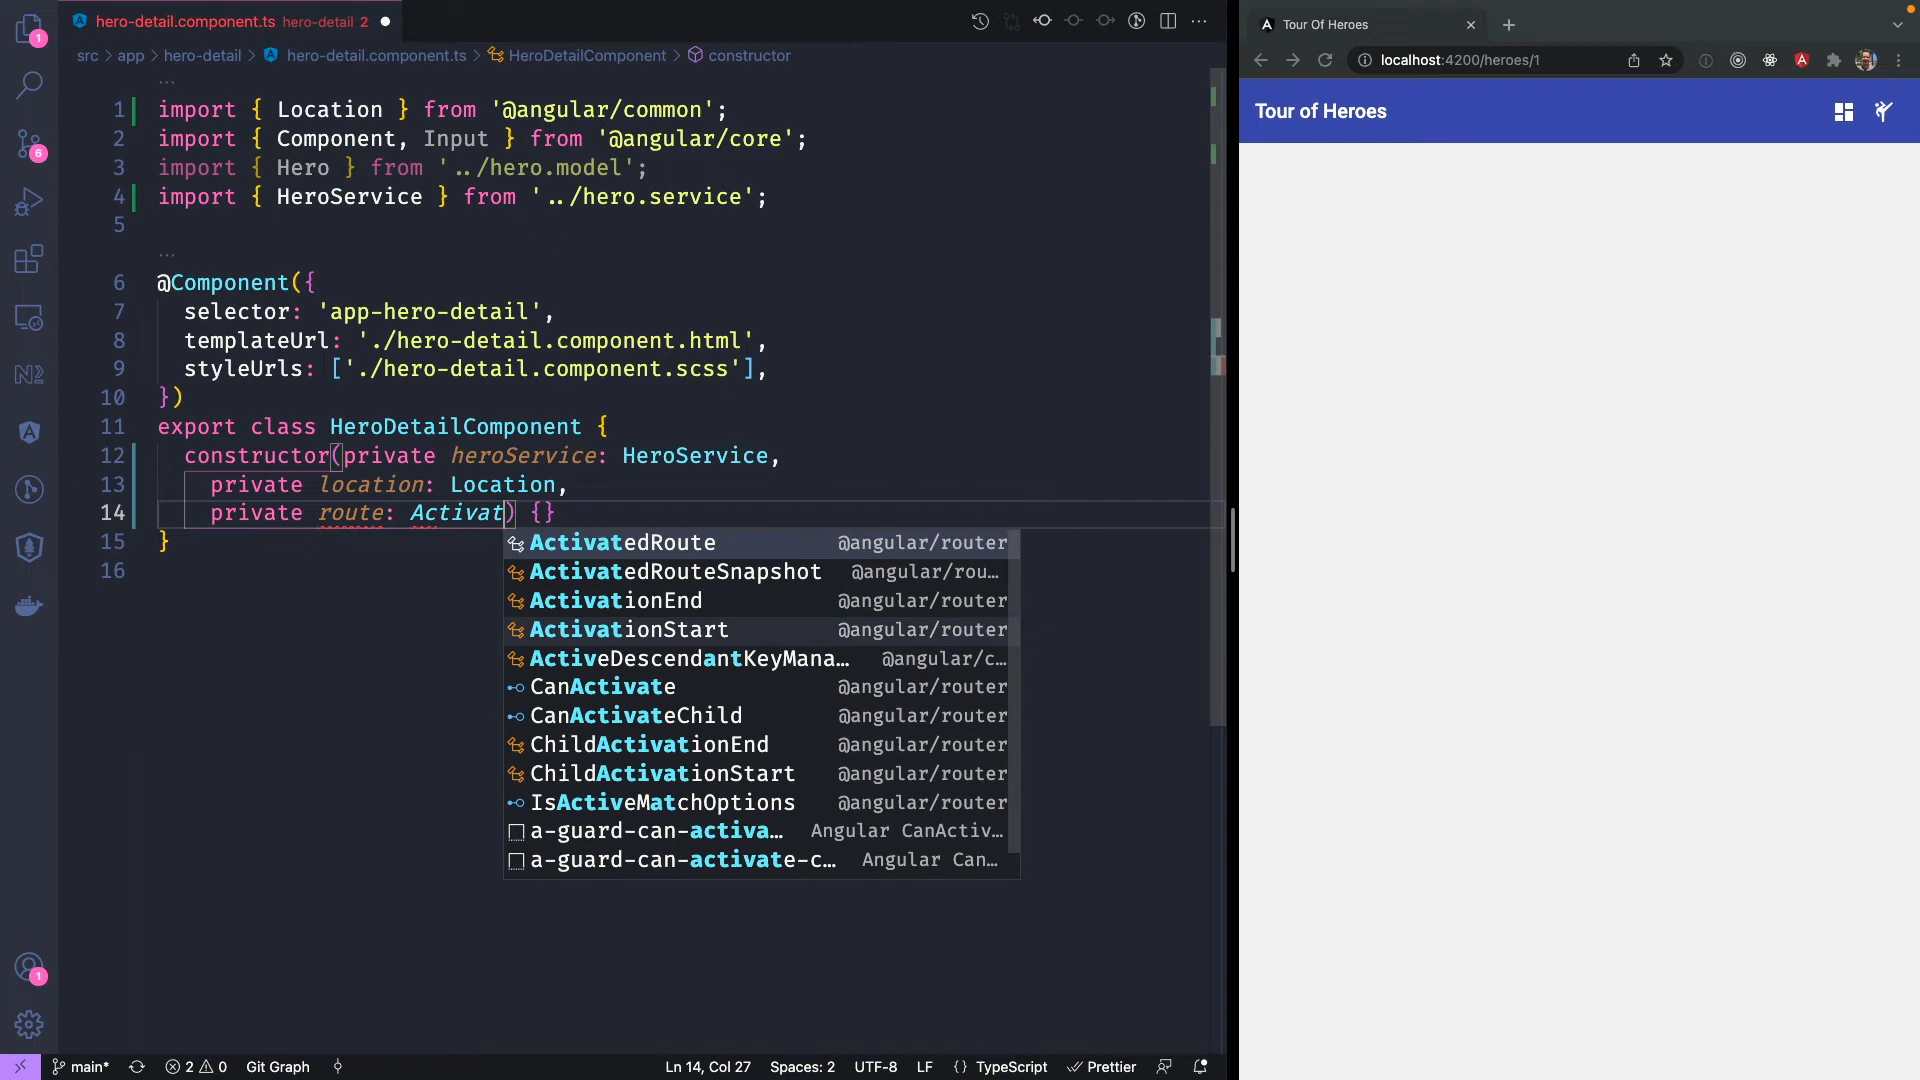 hero-detail.component.ts hero-detail 2
src > app > hero-detail > hero-detail.component.ts > HeroDetailComponent > constructor
...
1 import { Location } from '@angular/common';
2 import { Component, Input } from '@angular/core';
3 import { Hero } from '../hero.model';
4 import { HeroService } from '../hero.service';
5
...
6 @Component({
7 selector: 'app-hero-detail',
8 templateUrl: './hero-detail.component.html',
9 styleUrls: ['./hero-detail.component.scss'],
10 })
11 export class HeroDetailComponent {
12 constructor(private heroService: HeroService,
13 private location: Location,
14 private route: Activat) {}
15 }
16
ActivatedRoute @angular/router
ActivatedRouteSnapshot @angular/rou...
ActivationEnd @angular/router
ActivationStart @angular/router
ActiveDescendantKeyMana... @angular/c...
CanActivate @angular/router
CanActivateChild @angular/router
ChildActivationEnd @angular/router
ChildActivationStart @angular/router
IsActiveMatchOptions @angular/router
a-guard-can-activa... Angular CanActiv...
a-guard-can-activate-c... Angular Can...
1
6
1
main* 2 0 Git Graph Ln 14, Col 27 Spaces: 2 UTF-8 LF {} TypeScript Prettier
Tour Of Heroes
localhost:4200/heroes/1
Tour of Heroes